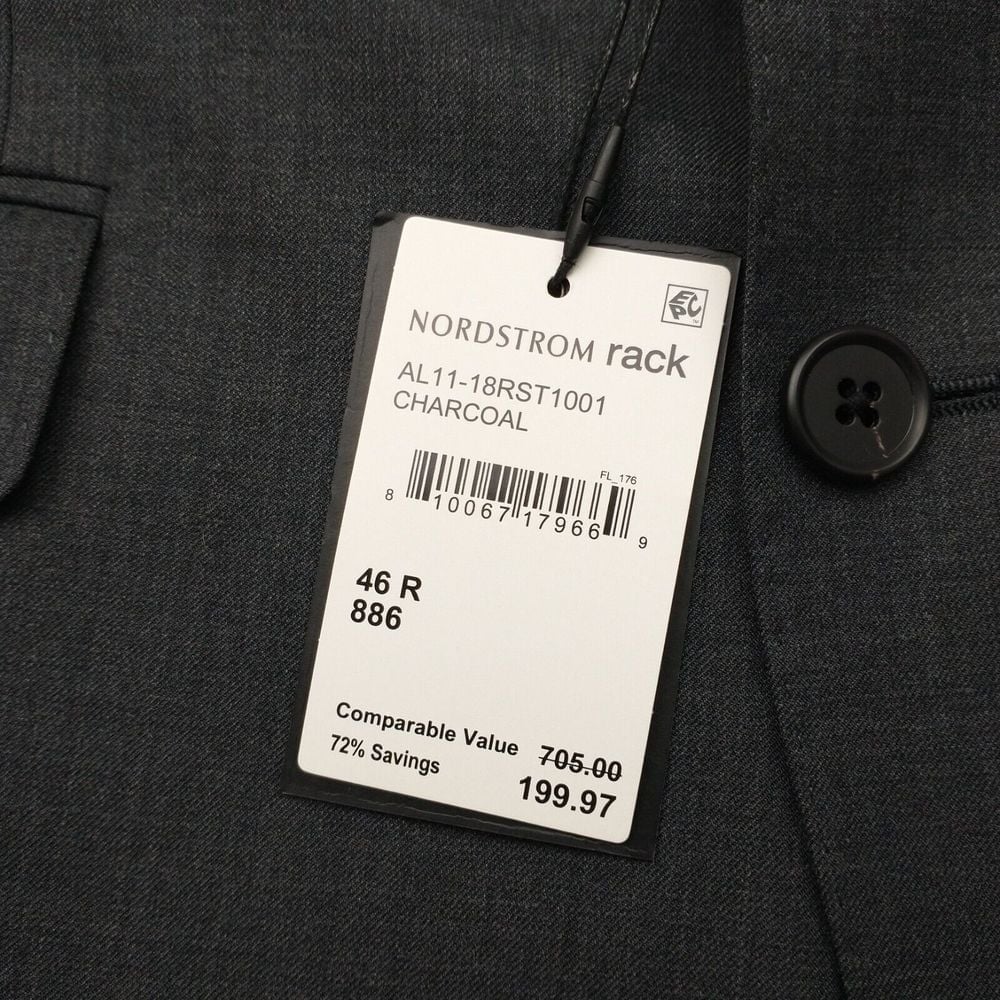 EPC
NORDSTROM rack
AL11-18RST1001
CHARCOAL
FL_176
8 10067 17966 9
46 R
886
Comparable Value 705.00
72% Savings 199.97